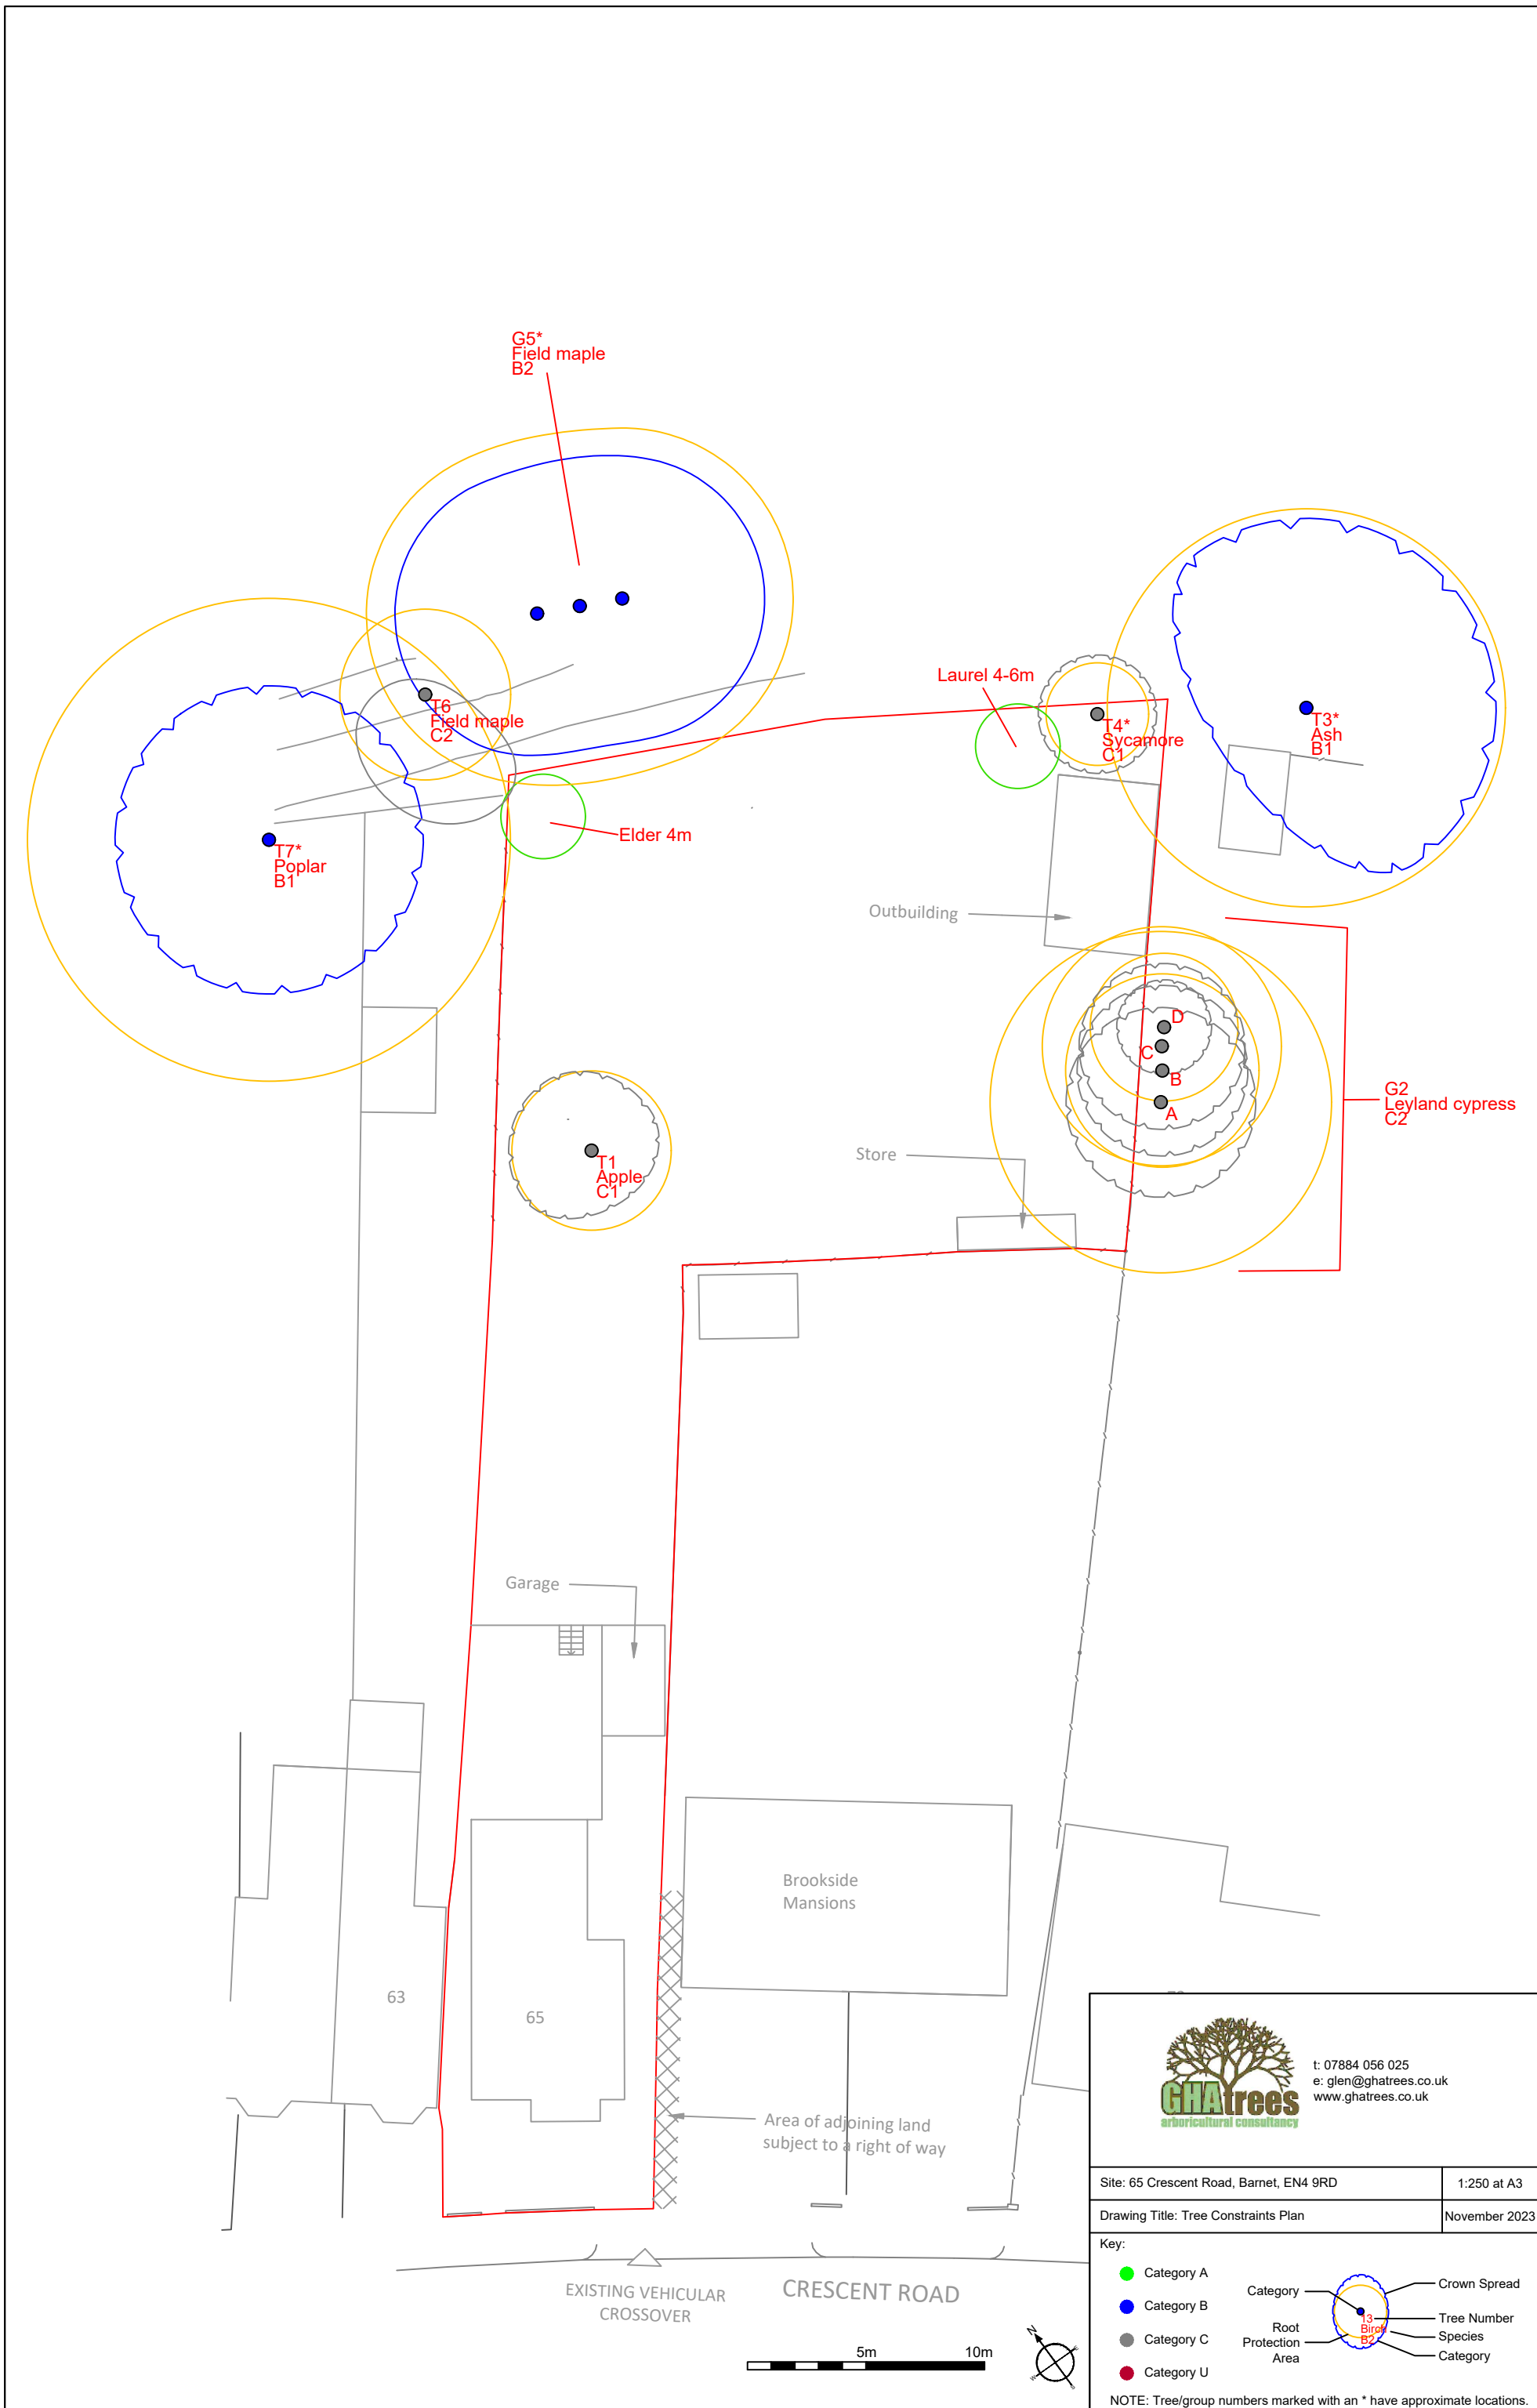 G5*
Field maple
B2
Laurel 4-6m
T6
Field maple
C2
T4*
Sycamore
C1
T3*
Ash
B1
T7*
Poplar
B1
Elder 4m
Outbuilding
D
C
B
A
G2
Leyland cypress
C2
T1
Apple
C1
Store
Garage
Brookside
Mansions
63
65
Area of adjoining land
subject to a right of way
EXISTING VEHICULAR
CROSSOVER
CRESCENT ROAD
5m
10m
N
GHAtrees
arboricultural consultancy
t: 07884 056 025
e: glen@ghatrees.co.uk
www.ghatrees.co.uk
Site: 65 Crescent Road, Barnet, EN4 9RD
1:250 at A3
Drawing Title: Tree Constraints Plan
November 2023
Key:
Category A
Category B
Category C
Category U
Category
Root
Protection
Area
13
Birch
B2
Crown Spread
Tree Number
Species
Category
NOTE: Tree/group numbers marked with an * have approximate locations.